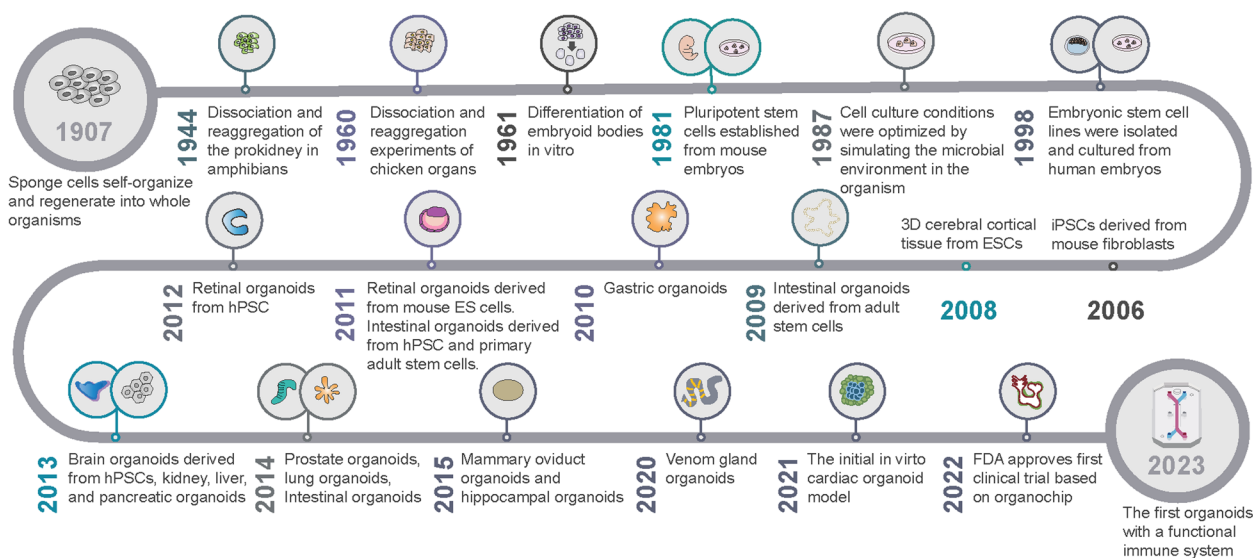 1907
Sponge cells self-organize
and regenerate into whole
organisms
1944
Dissociation and
reaggregation of
the prokidney in
amphibians
1960
Dissociation and
reaggregation
experiments of
chicken organs
1961
Differentiation of
embryoid bodies
in vitro
1981
Pluripotent stem
cells established
from mouse
embryos
1987
Cell culture conditions
were optimized by
simulating the microbial
environment in the
organism
1998
Embryonic stem cell
lines were isolated
and cultured from
human embryos
iPSCs derived from
mouse fibroblasts
2006
3D cerebral cortical
tissue from ESCs
2008
2009
Intestinal organoids
derived from adult
stem cells
2010
Gastric organoids
2011
Retinal organoids derived
from mouse ES cells.
Intestinal organoids derived
from hPSC and primary
adult stem cells.
2012
Retinal organoids
from hPSC
2013
Brain organoids derived
from hPSCs, kidney, liver,
and pancreatic organoids
2014
Prostate organoids,
lung organoids,
Intestinal organoids
2015
Mammary oviduct
organoids and
hippocampal organoids
2020
Venom gland
organoids
2021
The initial in virto
cardiac organoid
model
2022
FDA approves first
clinical trial based
on organochip
2023
The first organoids
with a functional
immune system